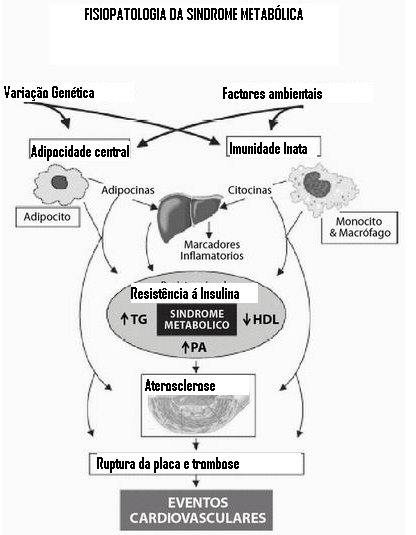 FISIOPATOLOGIA DA SINDROME METABÓLICA
Variação Genética
Factores ambientais
Adipocidade central
Imunidade Inata
Adipocinas
Citocinas
Adipocito
Monocito
& Macrófago
Marcadores
Inflamatorios
Resistência á Insulina
↑TG
SINDROME
METABOLICO
↓HDL
↑PA
Aterosclerose
Ruptura da placa e trombose
EVENTOS
CARDIOVASCULARES